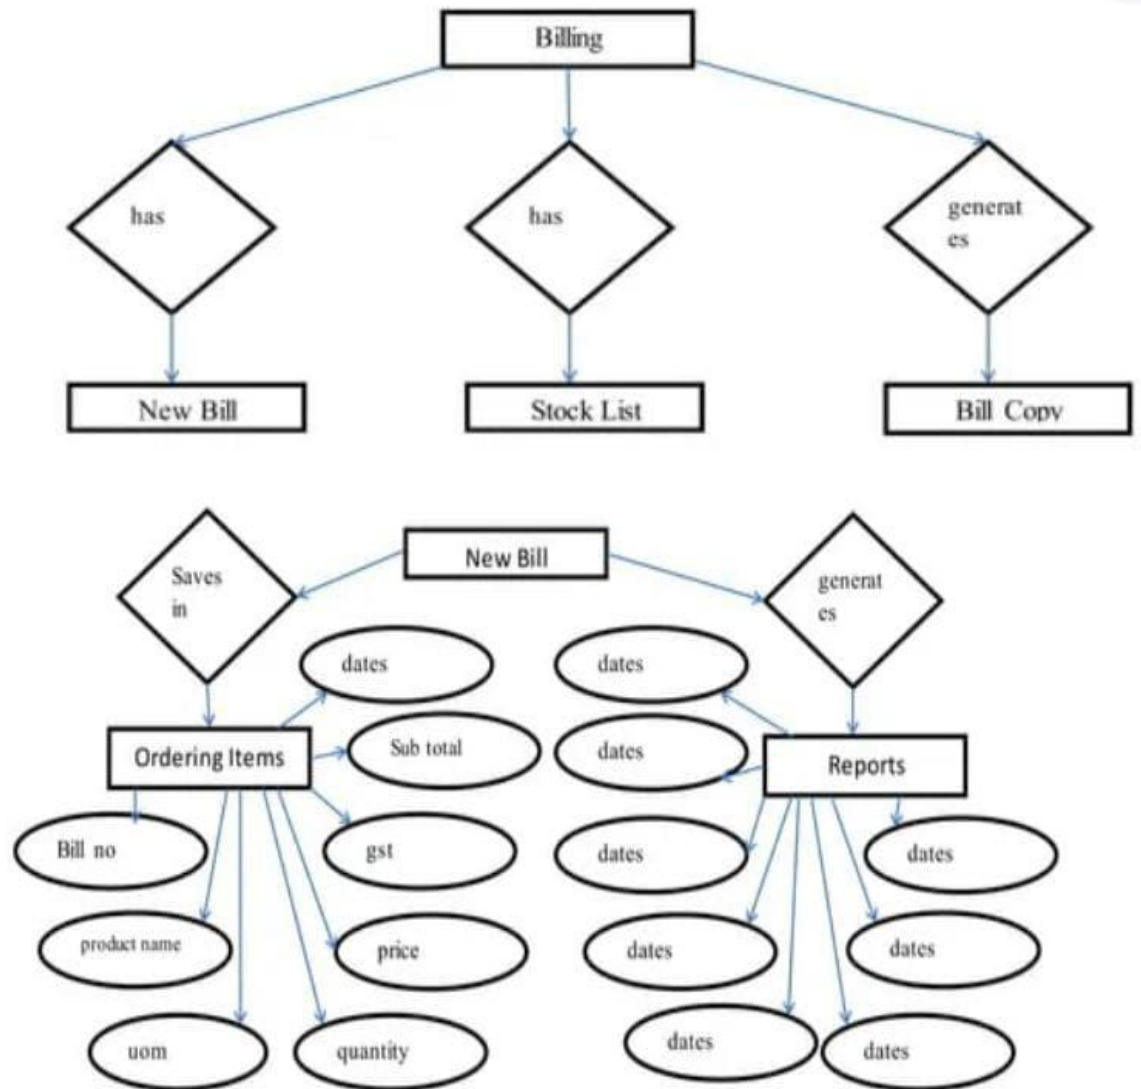 Billing
has
has
generat
es
New Bill
Stock List
Bill Copy
New Bill
Saves
in
generat
es
dates
dates
Sub total
dates
Ordering Items
Reports
Bill no
gst
dates
dates
product name
price
dates
dates
uom
quantity
dates
dates